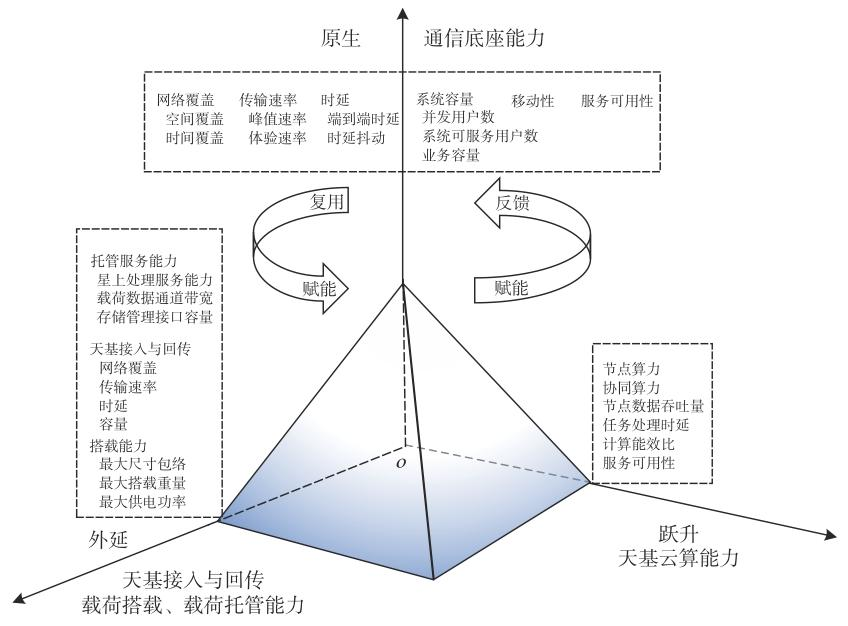 原生 通信底座能力
网络覆盖 传输速率 时延 系统容量 移动性 服务可用性
空间覆盖 峰值速率 端到端时延 并发用户数
时间覆盖 体验速率 时延抖动 系统可服务用户数
业务容量
复用
赋能
反馈
赋能
托管服务能力
星上处理服务能力
载荷数据通道带宽
存储管理接口容量
天基接入与回传
网络覆盖
传输速率
时延
容量
搭载能力
最大尺寸包络
最大搭载重量
最大供电功率
节点算力
协同算力
节点数据吞吐量
任务处理时延
计算能效比
服务可用性
o
外延
天基接入与回传
载荷搭载、载荷托管能力
跃升
天基云算能力